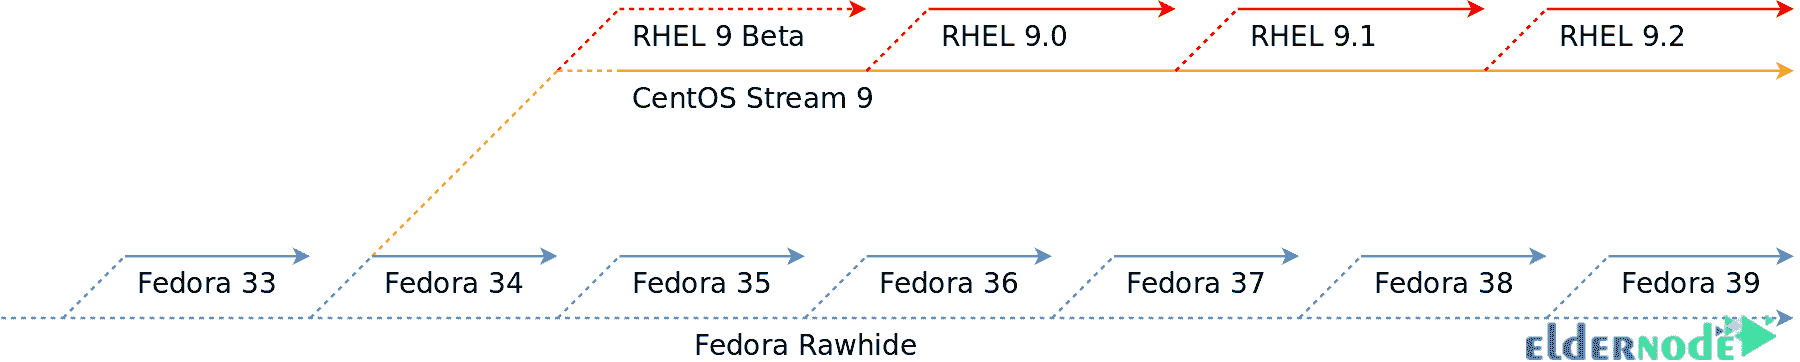 RHEL 9 Beta
RHEL 9.0
RHEL 9.1
RHEL 9.2
CentOS Stream 9
Fedora 33
Fedora 34
Fedora 35
Fedora 36
Fedora 37
Fedora 38
Fedora 39
Fedora Rawhide
elDERNODE